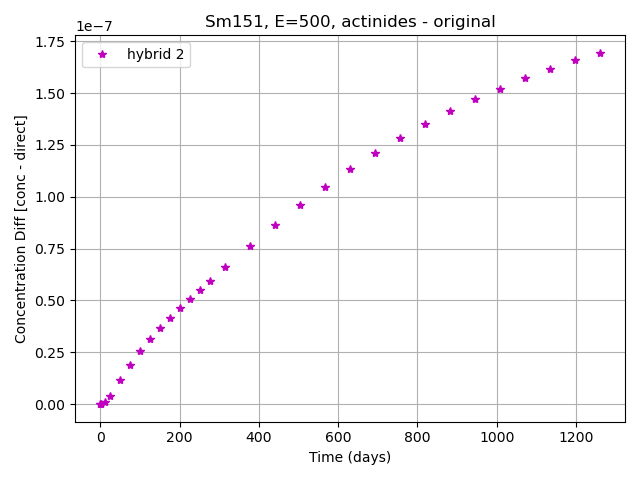 Sm151, E=500, actinides - original
1e−7
hybrid 2
1.75
1.50
1.25
1.00
0.75
0.50
0.25
0.00
Concentration Diff [conc - direct]
0 200 400 600 800 1000 1200
Time (days)